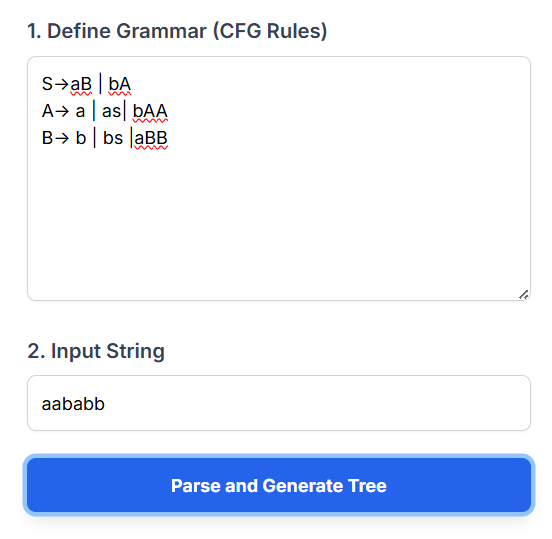 1. Define Grammar (CFG Rules)
S→aB | bA
A→ a | as| bAA
B→ b | bs |aBB
2. Input String
aababb
Parse and Generate Tree